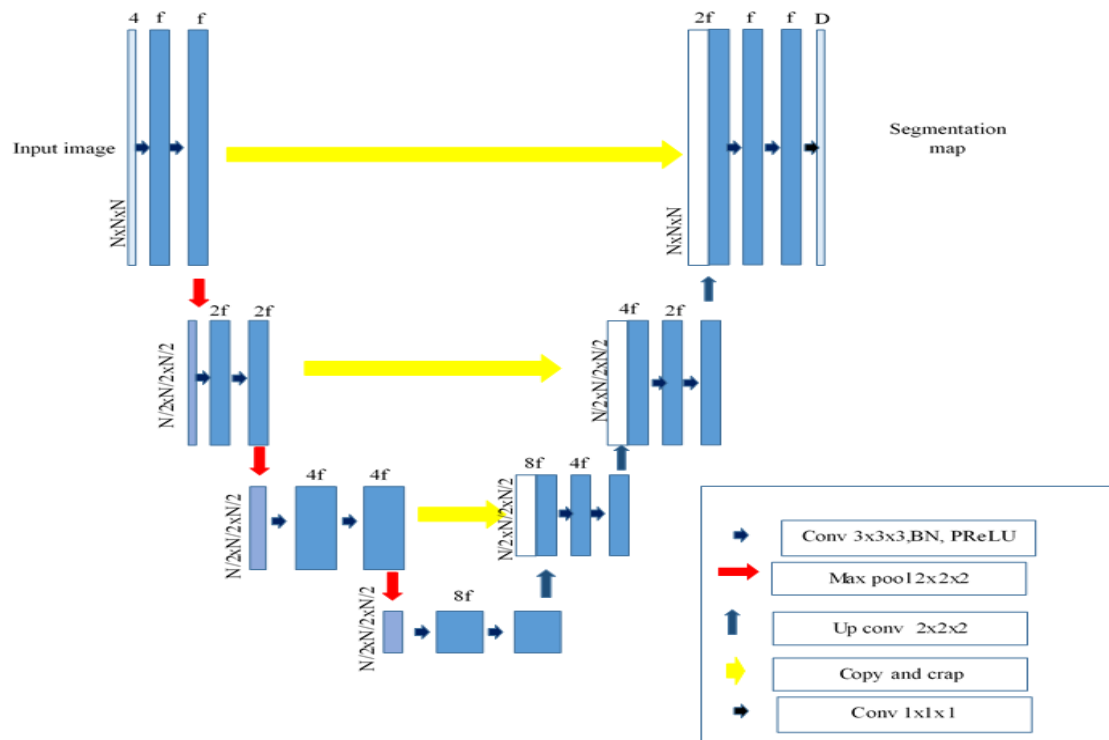 4 f f
2f f f D
Input image
Segmentation
map
NxNxN
NxNxN
2f 2f
4f 2f
N/2xN/2xN/2
N/2xN/2xN/2
4f 4f
8f 4f
N/2xN/2xN/2
N/2xN/2xN/2
8f
N/2xN/2xN/2
Conv 3x3x3,BN, PReLU
Max pool 2x2x2
Up conv 2x2x2
Copy and crap
Conv 1x1x1